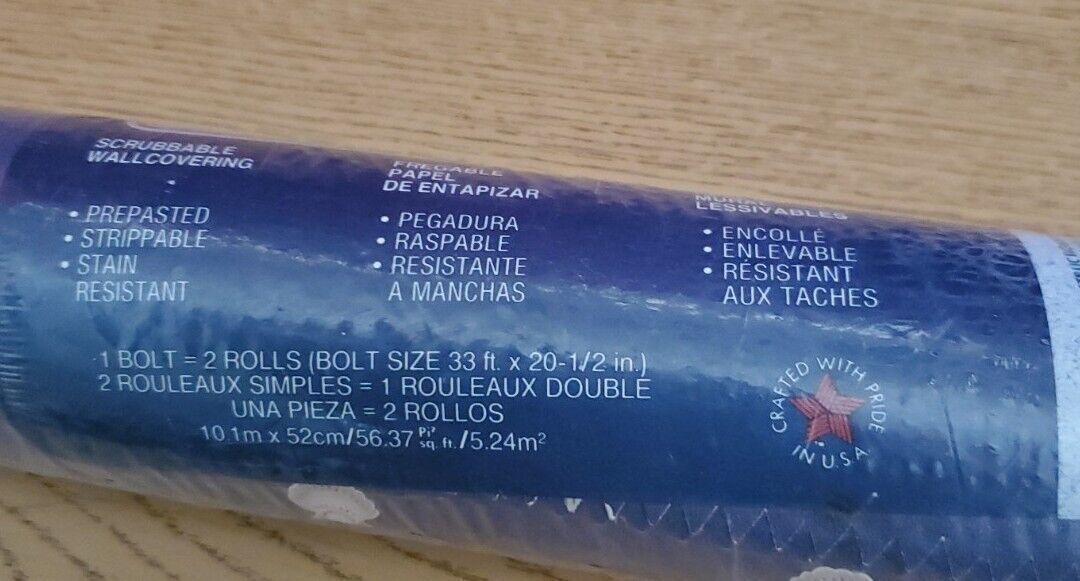 SCRUBBABLE
WALLCOVERING
• PREPASTED
• STRIPPABLE
• STAIN
RESISTANT
FREGABLE
PAPEL
DE ENTAPIZAR
• PEGADURA
• RASPABLE
• RESISTANTE
A MANCHAS
LESSIVABLES
• ENCOLLÉ
• ENLEVABLE
• RÉSISTANT
AUX TACHES
1 BOLT = 2 ROLLS (BOLT SIZE 33 ft. x 20-1/2 in.)
2 ROULEAUX SIMPLES = 1 ROULEAUX DOUBLE
UNA PIEZA = 2 ROLLOS
10.1m x 52cm/56.37 Pi² sq. ft./5.24m²
CRAFTED WITH PRIDE
IN U.S.A.